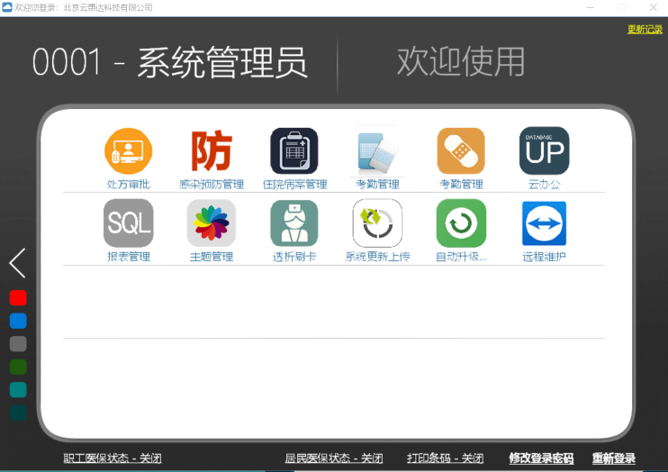 欢迎您登录：北京云惠达科技有限公司
更新记录
0001 - 系统管理员
欢迎使用
防
DATABASE
UP
处方审批
感染预防管理
住院病案管理
考勤管理
考勤管理
云办公
SQL
报表管理
主题管理
透析刷卡
系统更新上传
自动升级...
远程维护
职工医保状态 - 关闭
居民医保状态 - 关闭
打印条码 - 关闭
修改登录密码
重新登录